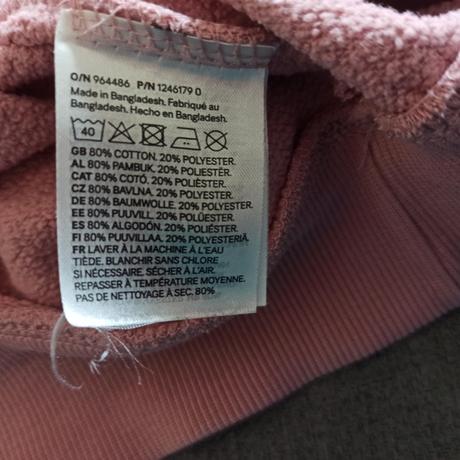 O/N 964486 P/N 1246179 0
Made in Bangladesh. Fabriqué au
Bangladesh. Hecho en Bangladesh.
40
GB 80% COTTON. 20% POLYESTER.
AL 80% PAMBUK. 20% POLIESTËR.
CAT 80% COTÓ. 20% POLIÈSTER.
CZ 80% BAVLNA. 20% POLYESTER.
DE 80% BAUMWOLLE. 20% POLYESTER.
EE 80% PUUVILL. 20% POLÜESTER.
ES 80% ALGODÓN. 20% POLIÉSTER.
FI 80% PUUVILLAA. 20% POLYESTERIÄ.
FR LAVER À LA MACHINE À L'EAU
TIÈDE. BLANCHIR SANS CHLORE
SI NÉCESSAIRE. SÉCHER À L'AIR.
REPASSER À TEMPÉRATURE MOYENNE.
PAS DE NETTOYAGE À SEC. 80%